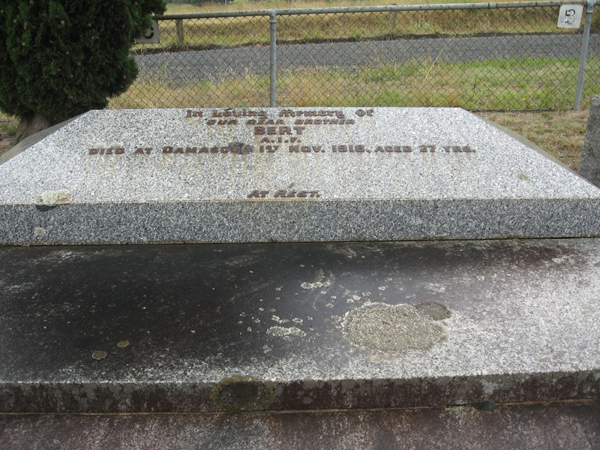 In Loving Memory of
OUR DEAR BROTHER
BERT
A.I.F.
DIED AT DAMASCUS 1ST NOV. 1918, AGED 27 YRS.
AT REST.